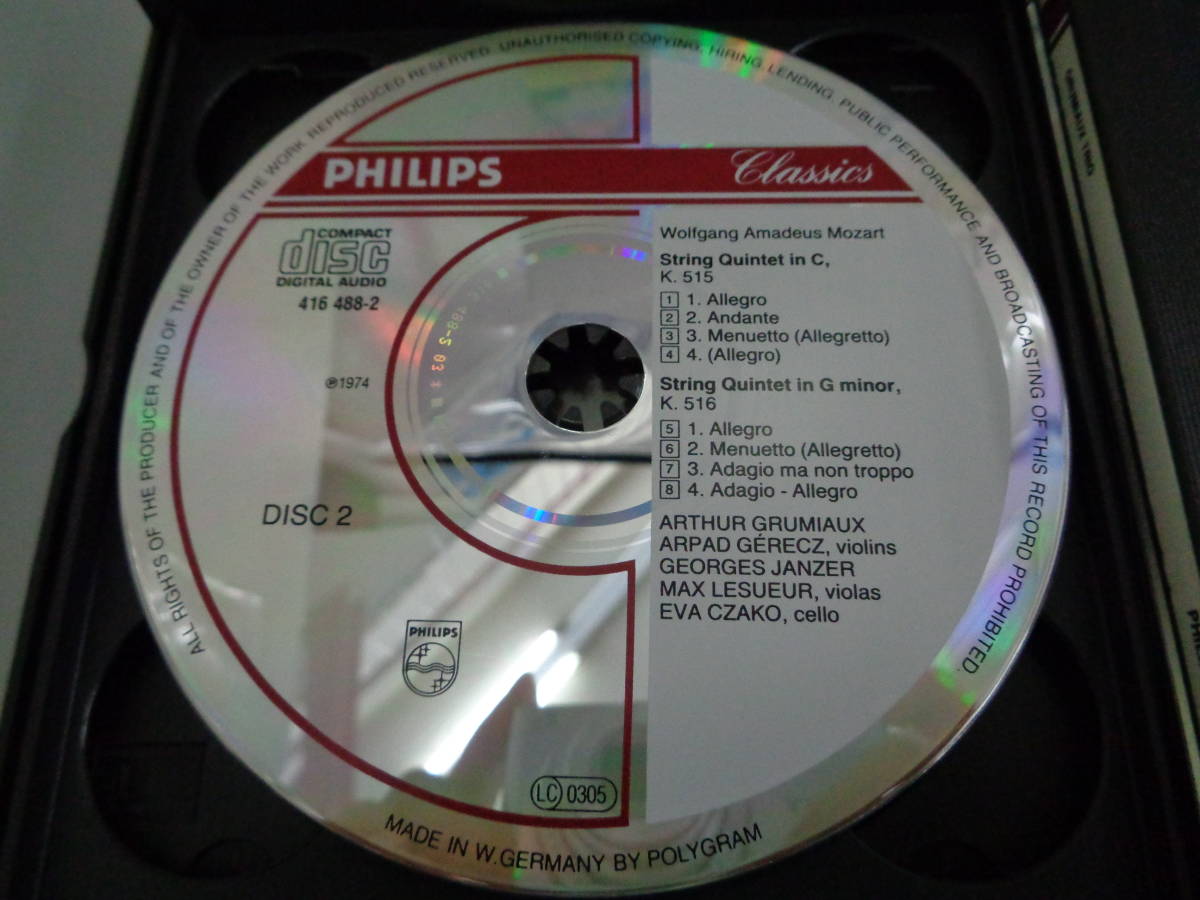 ALL RIGHTS OF THE PRODUCER AND OF THE OWNER OF THE WORK REPRODUCED RESERVED. UNAUTHORISED COPYING, HIRING, LENDING, PUBLIC PERFORMANCE AND BROADCASTING OF THIS RECORD PROHIBITED.
PHILIPS Classics
COMPACT
disc
DIGITAL AUDIO
416 488-2
℗1974
DISC 2
PHILIPS
LC 0305
Wolfgang Amadeus Mozart
String Quintet in C,
K. 515
1 1. Allegro
2 2. Andante
3 3. Menuetto (Allegretto)
4 4. (Allegro)
String Quintet in G minor,
K. 516
5 1. Allegro
6 2. Menuetto (Allegretto)
7 3. Adagio ma non troppo
8 4. Adagio - Allegro
ARTHUR GRUMIAUX
ARPAD GÉRECZ, violins
GEORGES JANZER
MAX LESUEUR, violas
EVA CZAKO, cello
MADE IN W.GERMANY BY POLYGRAM
GRUMIAUX TRIO